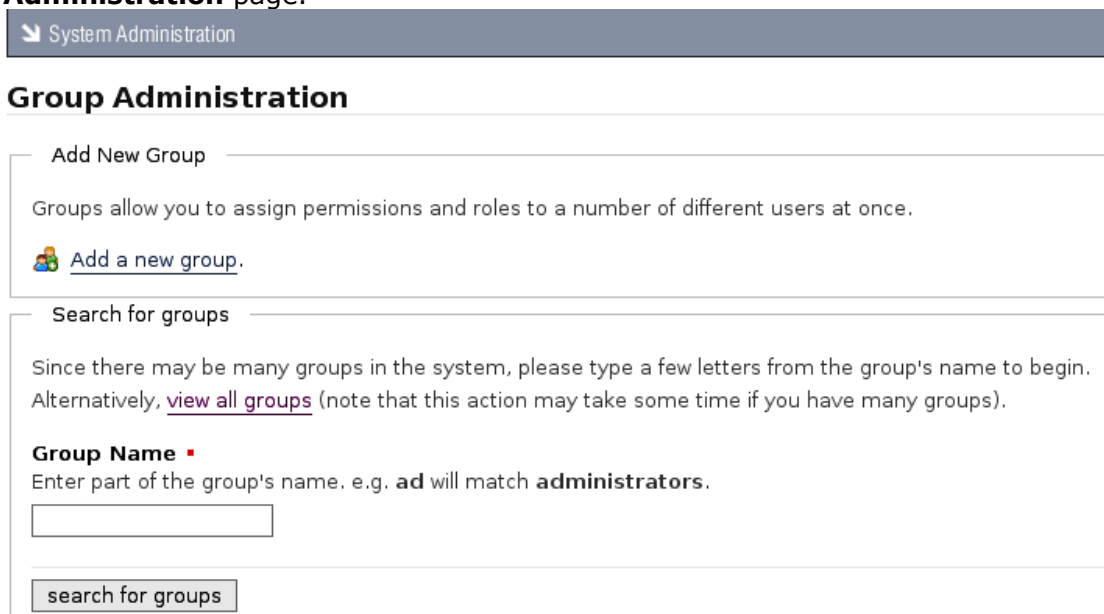 Administration page.
System Administration
Group Administration
Add New Group
Groups allow you to assign permissions and roles to a number of different users at once.
Add a new group.
Search for groups
Since there may be many groups in the system, please type a few letters from the group's name to begin.
Alternatively, view all groups (note that this action may take some time if you have many groups).
Group Name
Enter part of the group's name. e.g. ad will match administrators.
search for groups